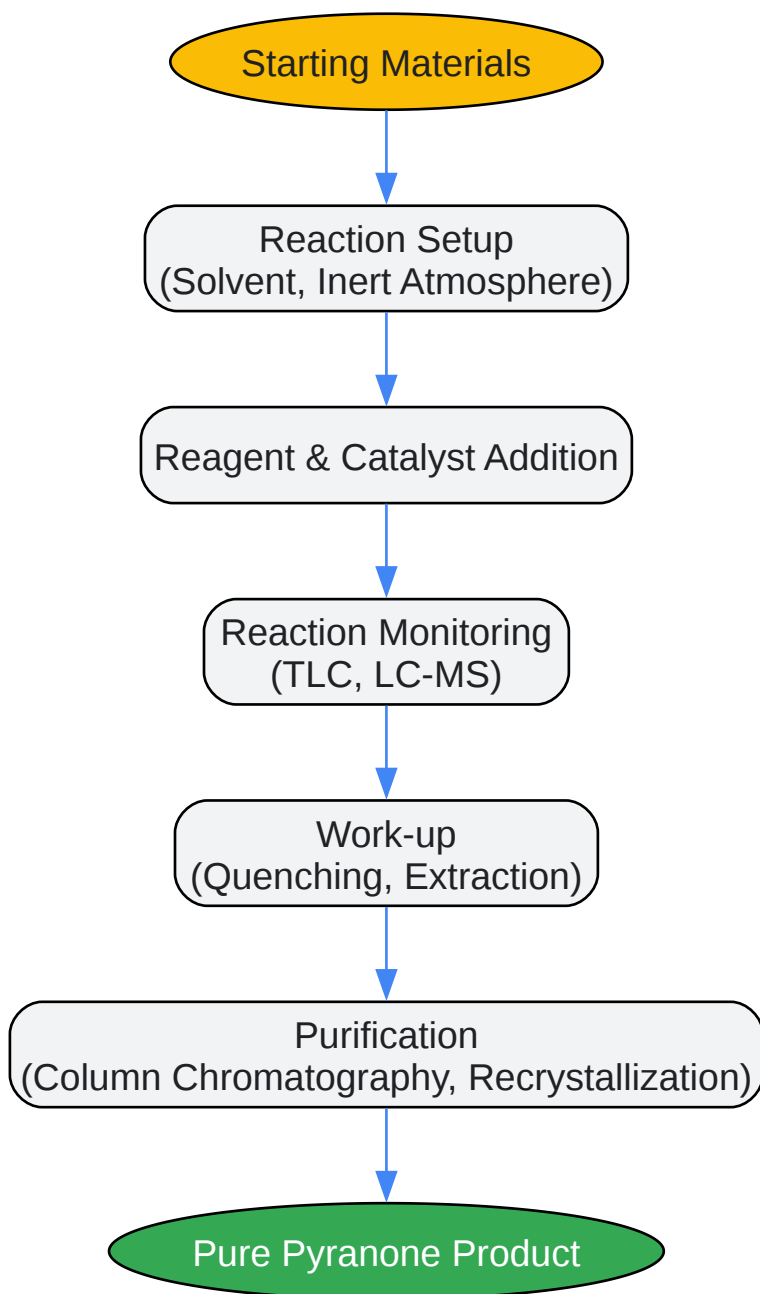 Starting Materials
Reaction Setup
(Solvent, Inert Atmosphere)
Reagent & Catalyst Addition
Reaction Monitoring
(TLC, LC-MS)
Work-up
(Quenching, Extraction)
Purification
(Column Chromatography, Recrystallization)
Pure Pyranone Product